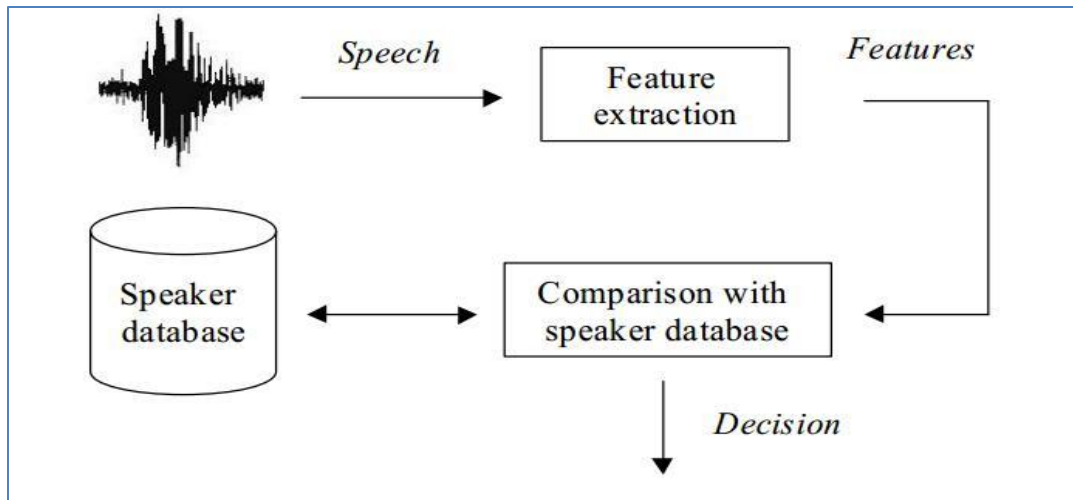 Speech
Feature
extraction
Features
Speaker
database
Comparison with
speaker database
Decision